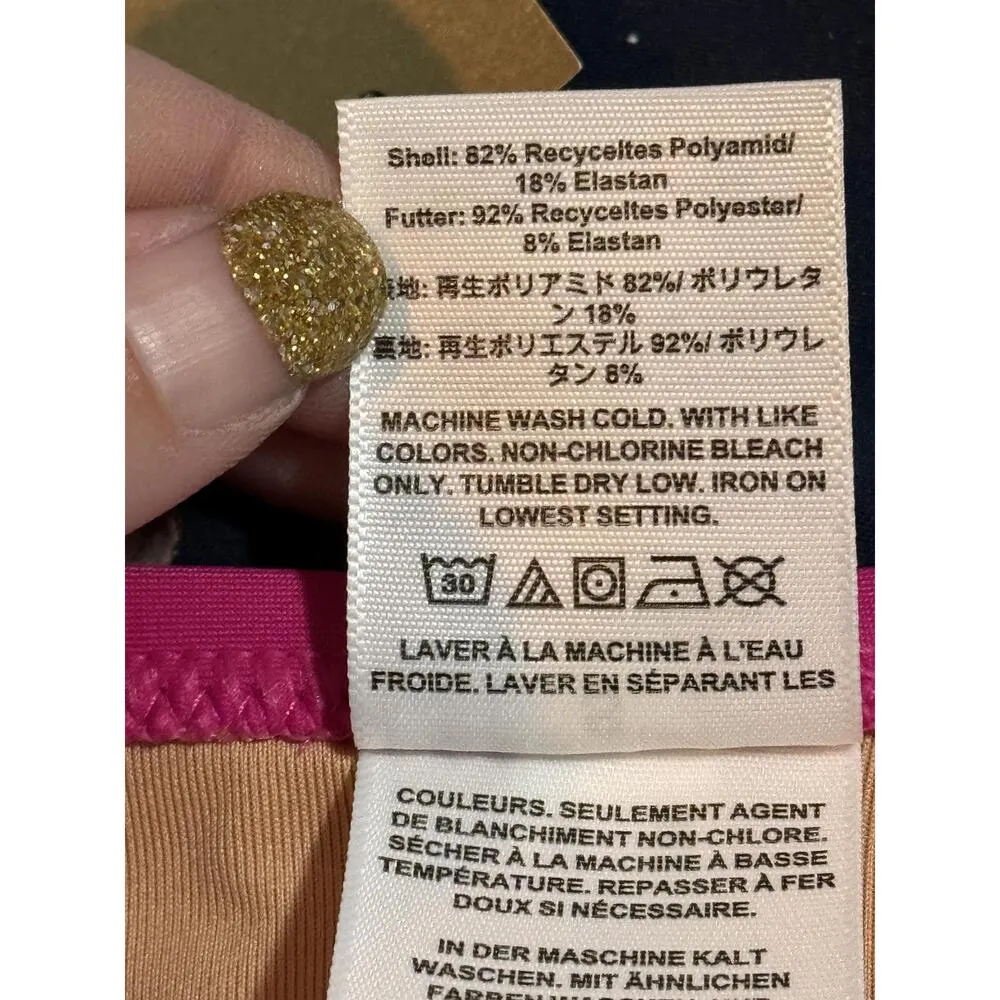 Shell: 82% Recyceltes Polyamid/
18% Elastan
Futter: 92% Recyceltes Polyester/
8% Elastan
表地: 再生ポリアミド 82%/ ポリウレタ
ン 18%
裏地: 再生ポリエステル 92%/ ポリウレ
タン 8%
MACHINE WASH COLD. WITH LIKE
COLORS. NON-CHLORINE BLEACH
ONLY. TUMBLE DRY LOW. IRON ON
LOWEST SETTING.
30
LAVER À LA MACHINE À L'EAU
FROIDE. LAVER EN SÉPARANT LES
COULEURS. SEULEMENT AGENT
DE BLANCHIMENT NON-CHLORE.
SÉCHER À LA MACHINE À BASSE
TEMPÉRATURE. REPASSER À FER
DOUX SI NÉCESSAIRE.
IN DER MASCHINE KALT
WASCHEN. MIT ÄHNLICHEN
FARBEN WASCHEN